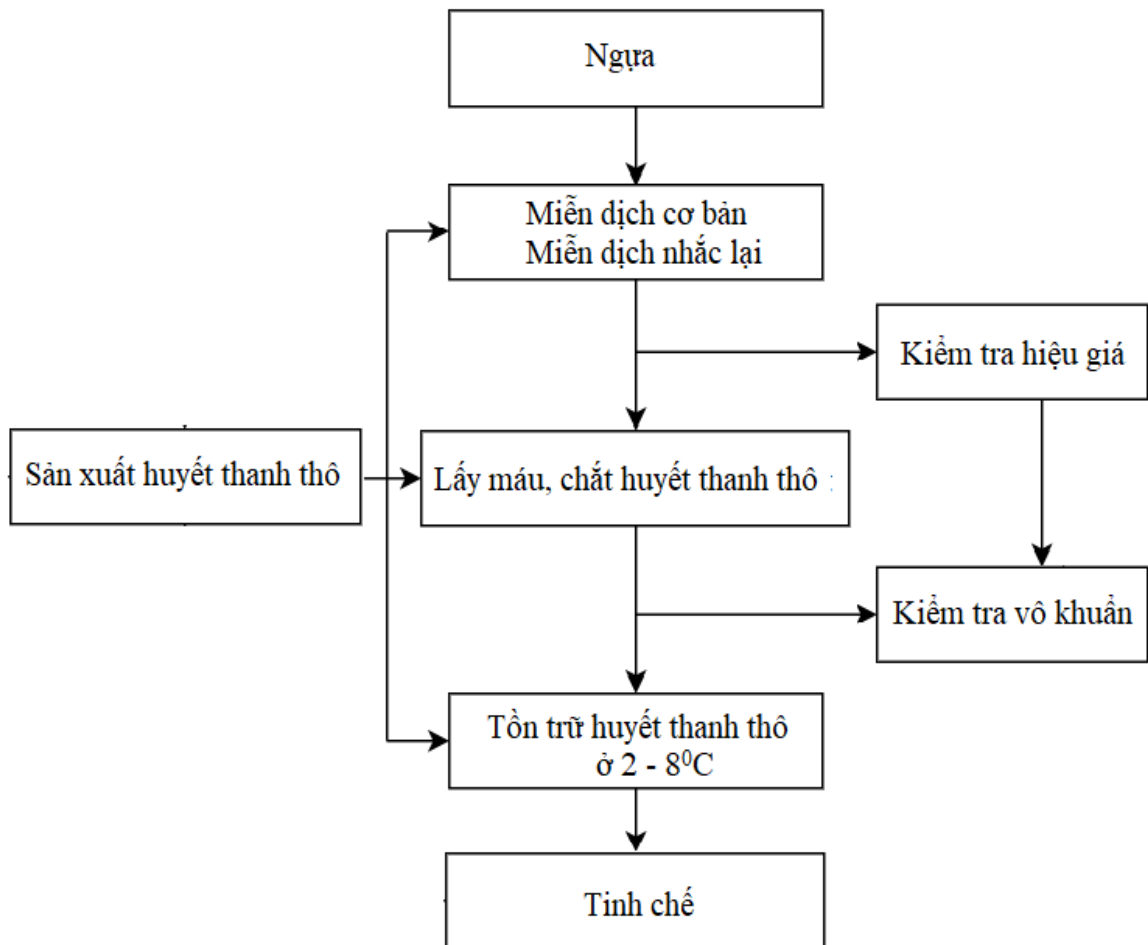 Ngựa
Miễn dịch cơ bản
Miễn dịch nhắc lại
Kiểm tra hiệu giá
Sản xuất huyết thanh thô
Lấy máu, chắt huyết thanh thô
Kiểm tra vô khuẩn
Tồn trữ huyết thanh thô
ở 2 - 8⁰C
Tinh chế